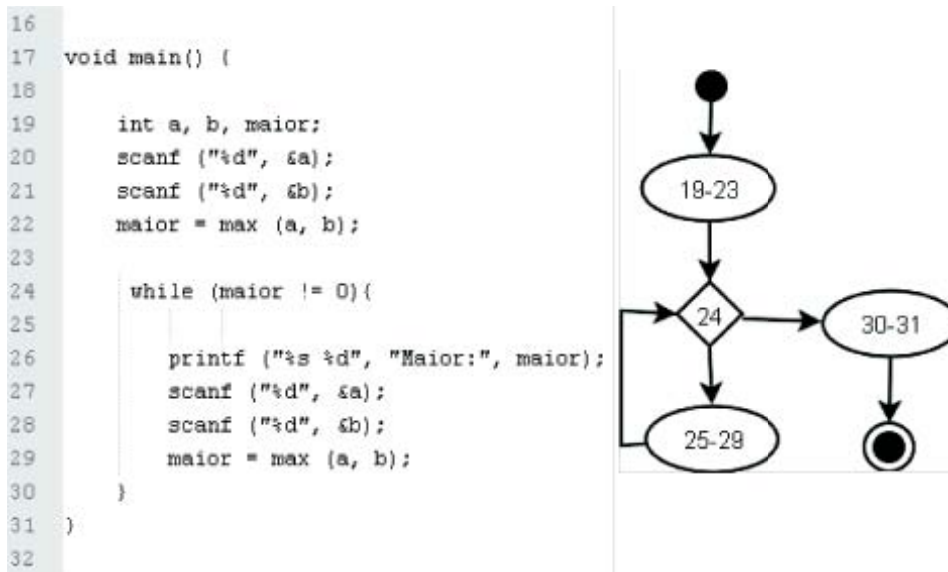 16
17 void main() {
18
19 int a, b, maior;
20 scanf ("%d", &a);
21 scanf ("%d", &b);
22 maior = max (a, b);
23
24 while (maior != 0){
25
26 printf ("%s %d", "Maior:", maior);
27 scanf ("%d", &a);
28 scanf ("%d", &b);
29 maior = max (a, b);
30 }
31 }
32
19-23
24
30-31
25-29